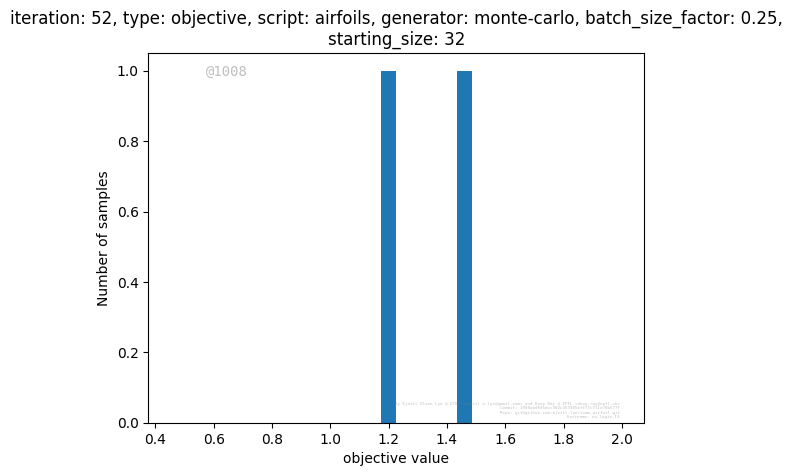 iteration: 52, type: objective, script: airfoils, generator: monte-carlo, batch_size_factor: 0.25,
starting_size: 32
@1008
1.0
0.8
0.6
0.4
0.2
0.0
Number of samples
0.4 0.6 0.8 1.0 1.2 1.4 1.6 1.8 2.0
objective value